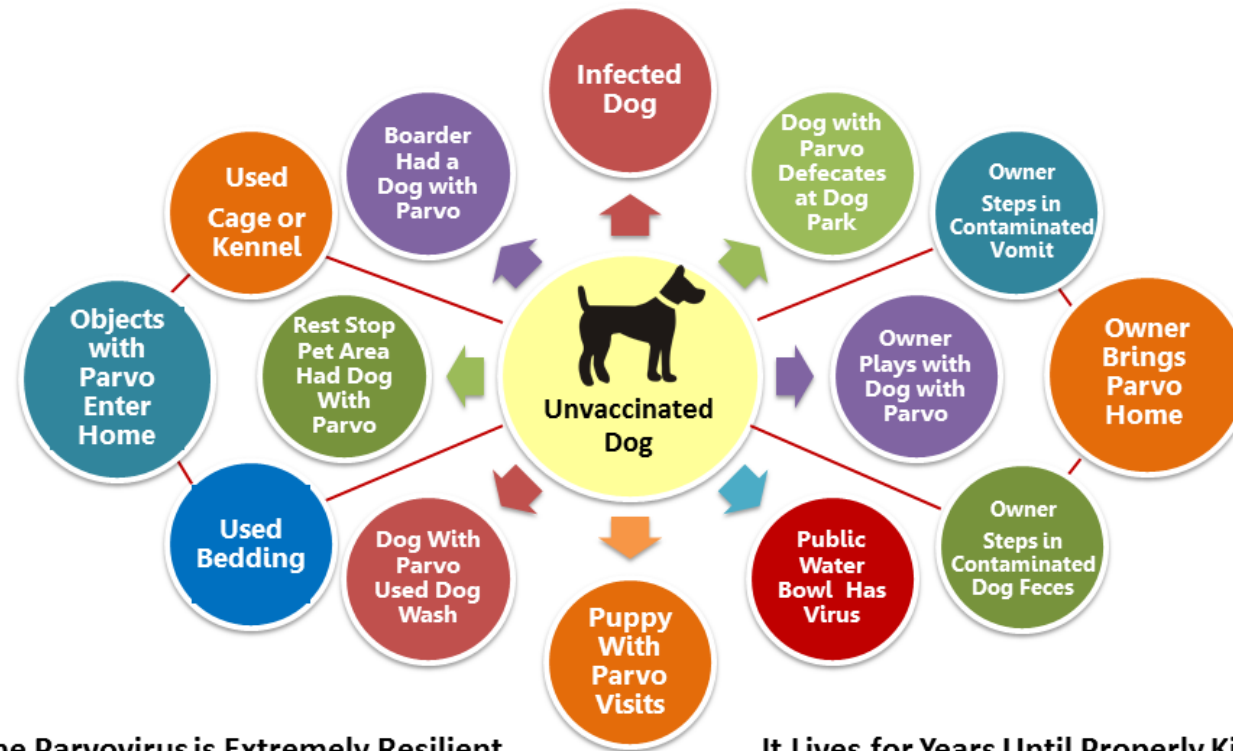 Infected
Dog
Boarder
Had a
Dog with
Parvo
Dog with
Parvo
Defecates
at Dog
Park
Used
Cage or
Kennel
Owner
Steps in
Contaminated
Vomit
Objects
with
Parvo
Enter
Home
Rest Stop
Pet Area
Had Dog
With
Parvo
Unvaccinated
Dog
Owner
Plays with
Dog with
Parvo
Owner
Brings
Parvo
Home
Used
Bedding
Dog With
Parvo
Used Dog
Wash
Puppy
With
Parvo
Visits
Public
Water
Bowl Has
Virus
Owner
Steps in
Contaminated
Dog Feces
Parvovirus is Extremely Resilient
It Lives for Years Until Properly